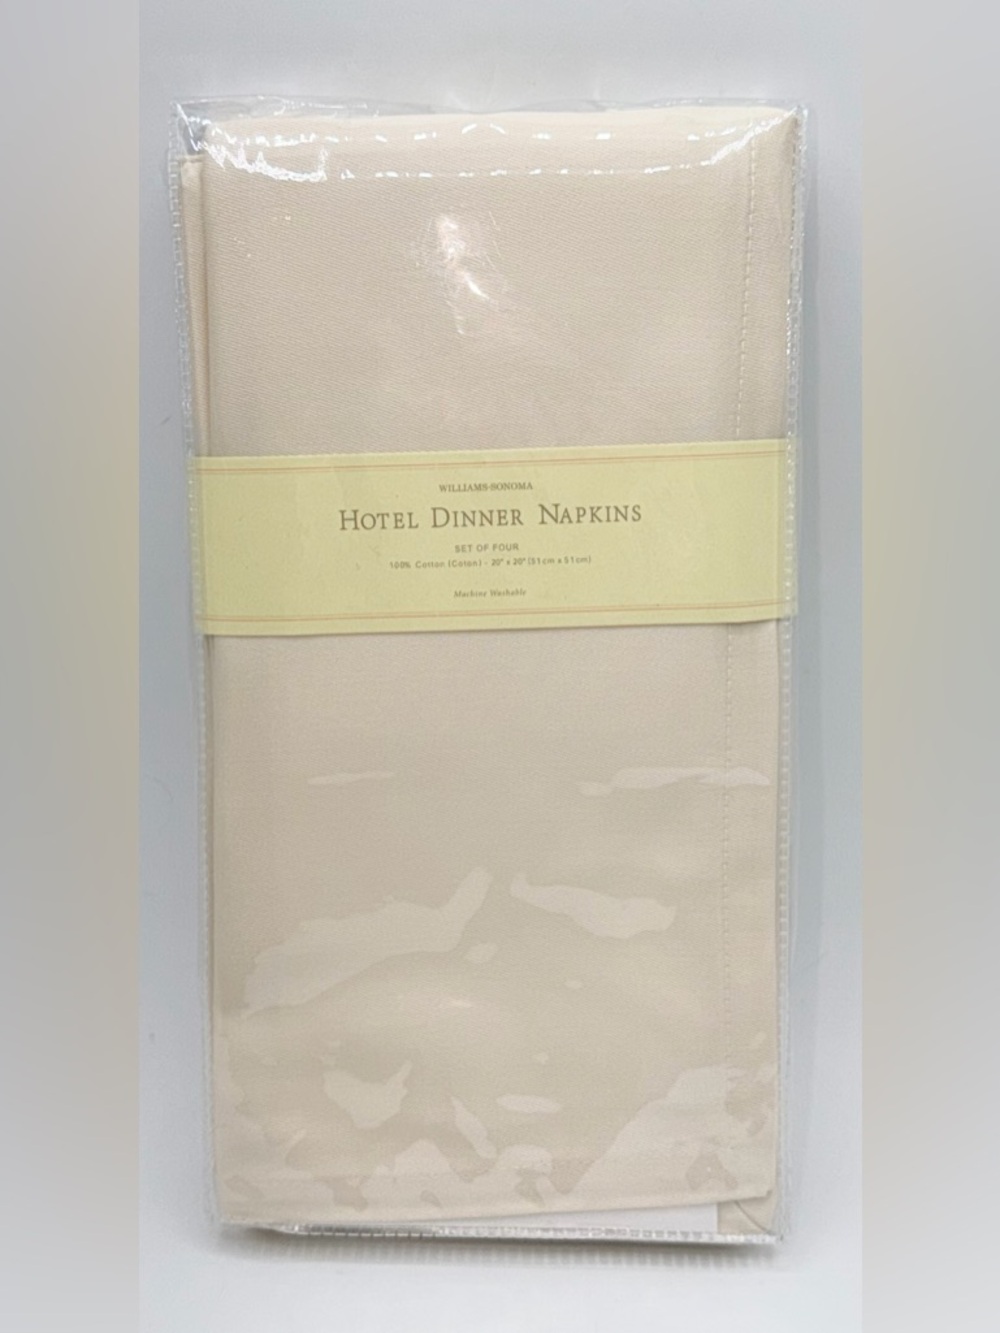 WILLIAMS-SONOMA
HOTEL DINNER NAPKINS
SET OF FOUR
100% Cotton (Coton) - 20" x 20" (51cm x 51cm)
Machine Washable